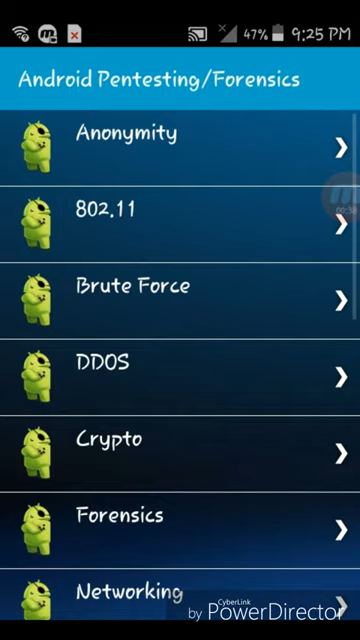 47% 9:25 PM
Android Pentesting/Forensics
Anonymity
802.11
Brute Force
DDOS
Crypto
Forensics
Networking
CyberLink
by PowerDirector